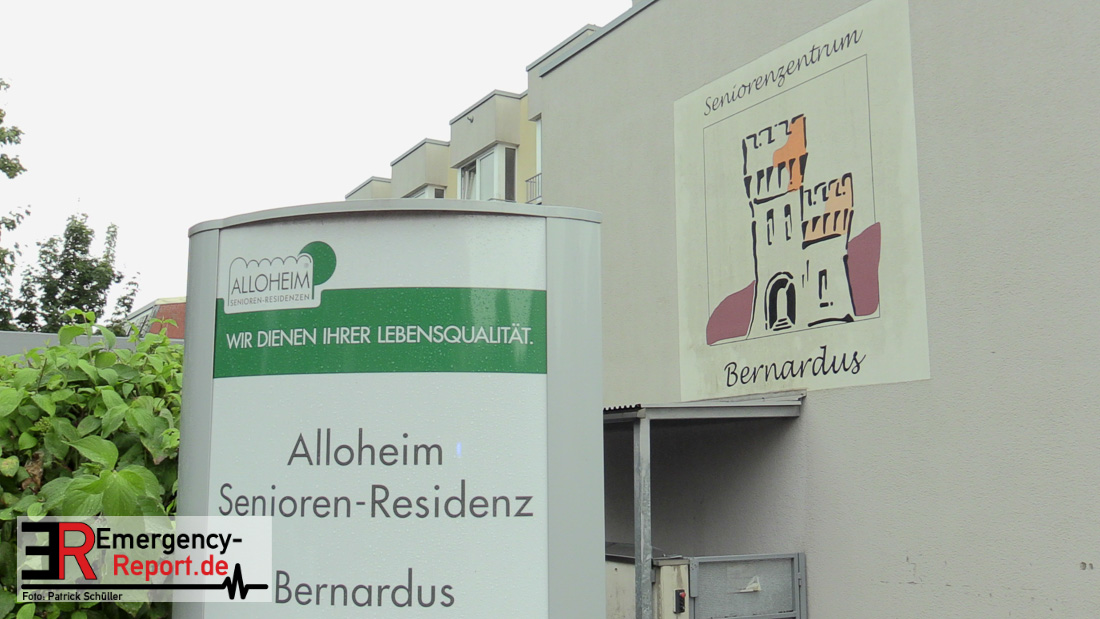 Seniorenzentrum
Bernardus
ALLOHEIM
SENIOREN-RESIDENZEN
WIR DIENEN IHRER LEBENSQUALITÄT.
Alloheim
Senioren-Residenz
Bernardus
ER Emergency-
Report.de
Foto: Patrick Schüller